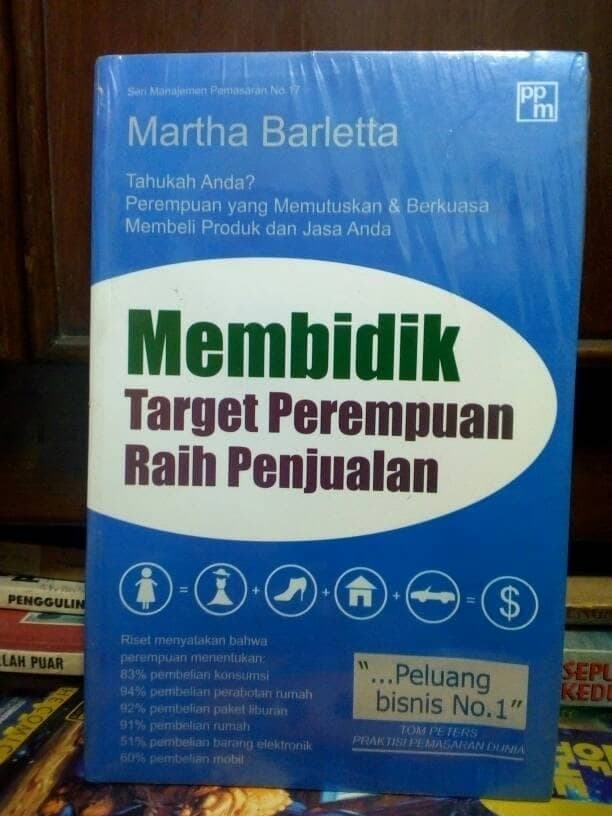 Seri Manajemen Pemasaran No.17
pp
m
Martha Barletta
Tahukah Anda?
Perempuan yang Memutuskan & Berkuasa
Membeli Produk dan Jasa Anda
Membidik
Target Perempuan
Raih Penjualan
= + + + = $
Riset menyatakan bahwa
perempuan menentukan:
83% pembelian konsumsi
94% pembelian perabotan rumah
92% pembelian paket liburan
91% pembelian rumah
51% pembelian barang elektronik
60% pembelian mobil
"...Peluang
bisnis No.1"
TOM PETERS
PRAKTISI PEMASARAN DUNIA
PENGGULIN
LLAH PUAR
SEPU
KEDU